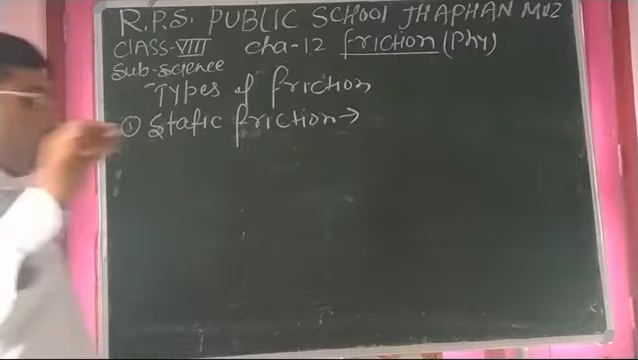 R.P.S. PUBLIC SCHOOL JHAPHAN MUZ
CLASS-VIII cha-12 friction (Phy)
Sub-science
Types of friction
① Static friction →